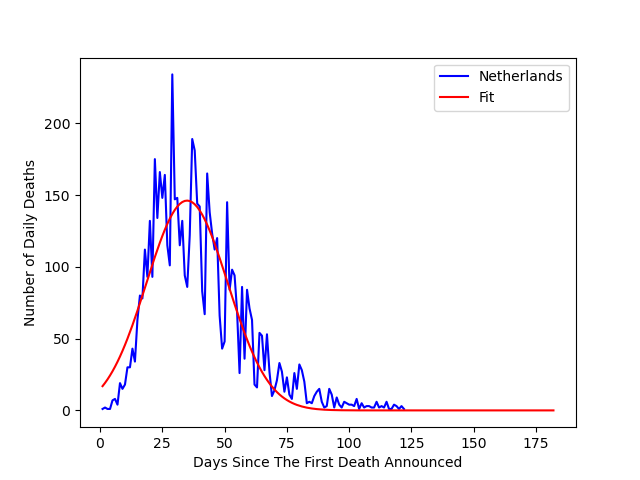 Netherlands
Fit
200
150
100
50
0
Number of Daily Deaths
0 25 50 75 100 125 150 175
Days Since The First Death Announced